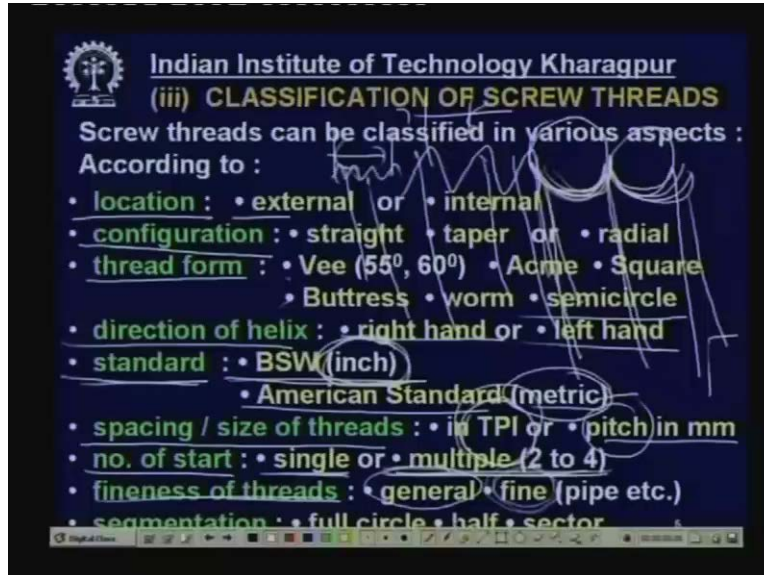 Indian Institute of Technology Kharagpur
(iii) CLASSIFICATION OF SCREW THREADS
Screw threads can be classified in various aspects :
According to :
• location : • external or • internal
• configuration : • straight • taper or • radial
• thread form : • Vee (55⁰, 60⁰) • Acme • Square
• Buttress • worm • semicircle
• direction of helix : • right hand or • left hand
• standard : • BSW (inch)
• American Standard (metric)
• spacing / size of threads : • in TPI or • pitch in mm
• no. of start : • single or • multiple (2 to 4)
• fineness of threads : • general • fine (pipe etc.)
• segmentation : • full circle • half • sector